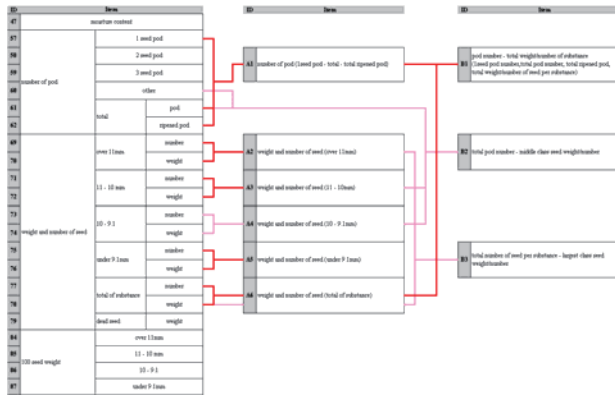 ID Item
47 moisture content
57 number of pod 1 seed pod
58 2 seed pod
59 3 seed pod
60 other
61 total pod
62 ripened pod
69 weight and number of seed over 11mm number
70 weight
71 11 - 10 mm number
72 weight
73 10 - 9.1 number
74 weight
75 under 9.1mm number
76 weight
77 total of substance number
78 weight
79 dead seed weight
84 100 seed weight over 11mm
85 11 - 10 mm
86 10 - 9.1
87 under 9.1mm
ID Item
A1 number of pod (1seed pod - total - total ripened pod)
A2 weight and number of seed (over 11mm)
A3 weight and number of seed (11 - 10mm)
A4 weight and number of seed (10 - 9.1mm)
A5 weight and number of seed (under 9.1mm)
A6 weight and number of seed (total of substance)
ID Item
B1 pod number - total weight/number of substance
(1seed pod number,total pod number, total ripened pod,
total weight/number of seed per substance)
B2 total pod number - middle class seed weight/number
B3 total number of seed per substance - largest class seed
weight/number